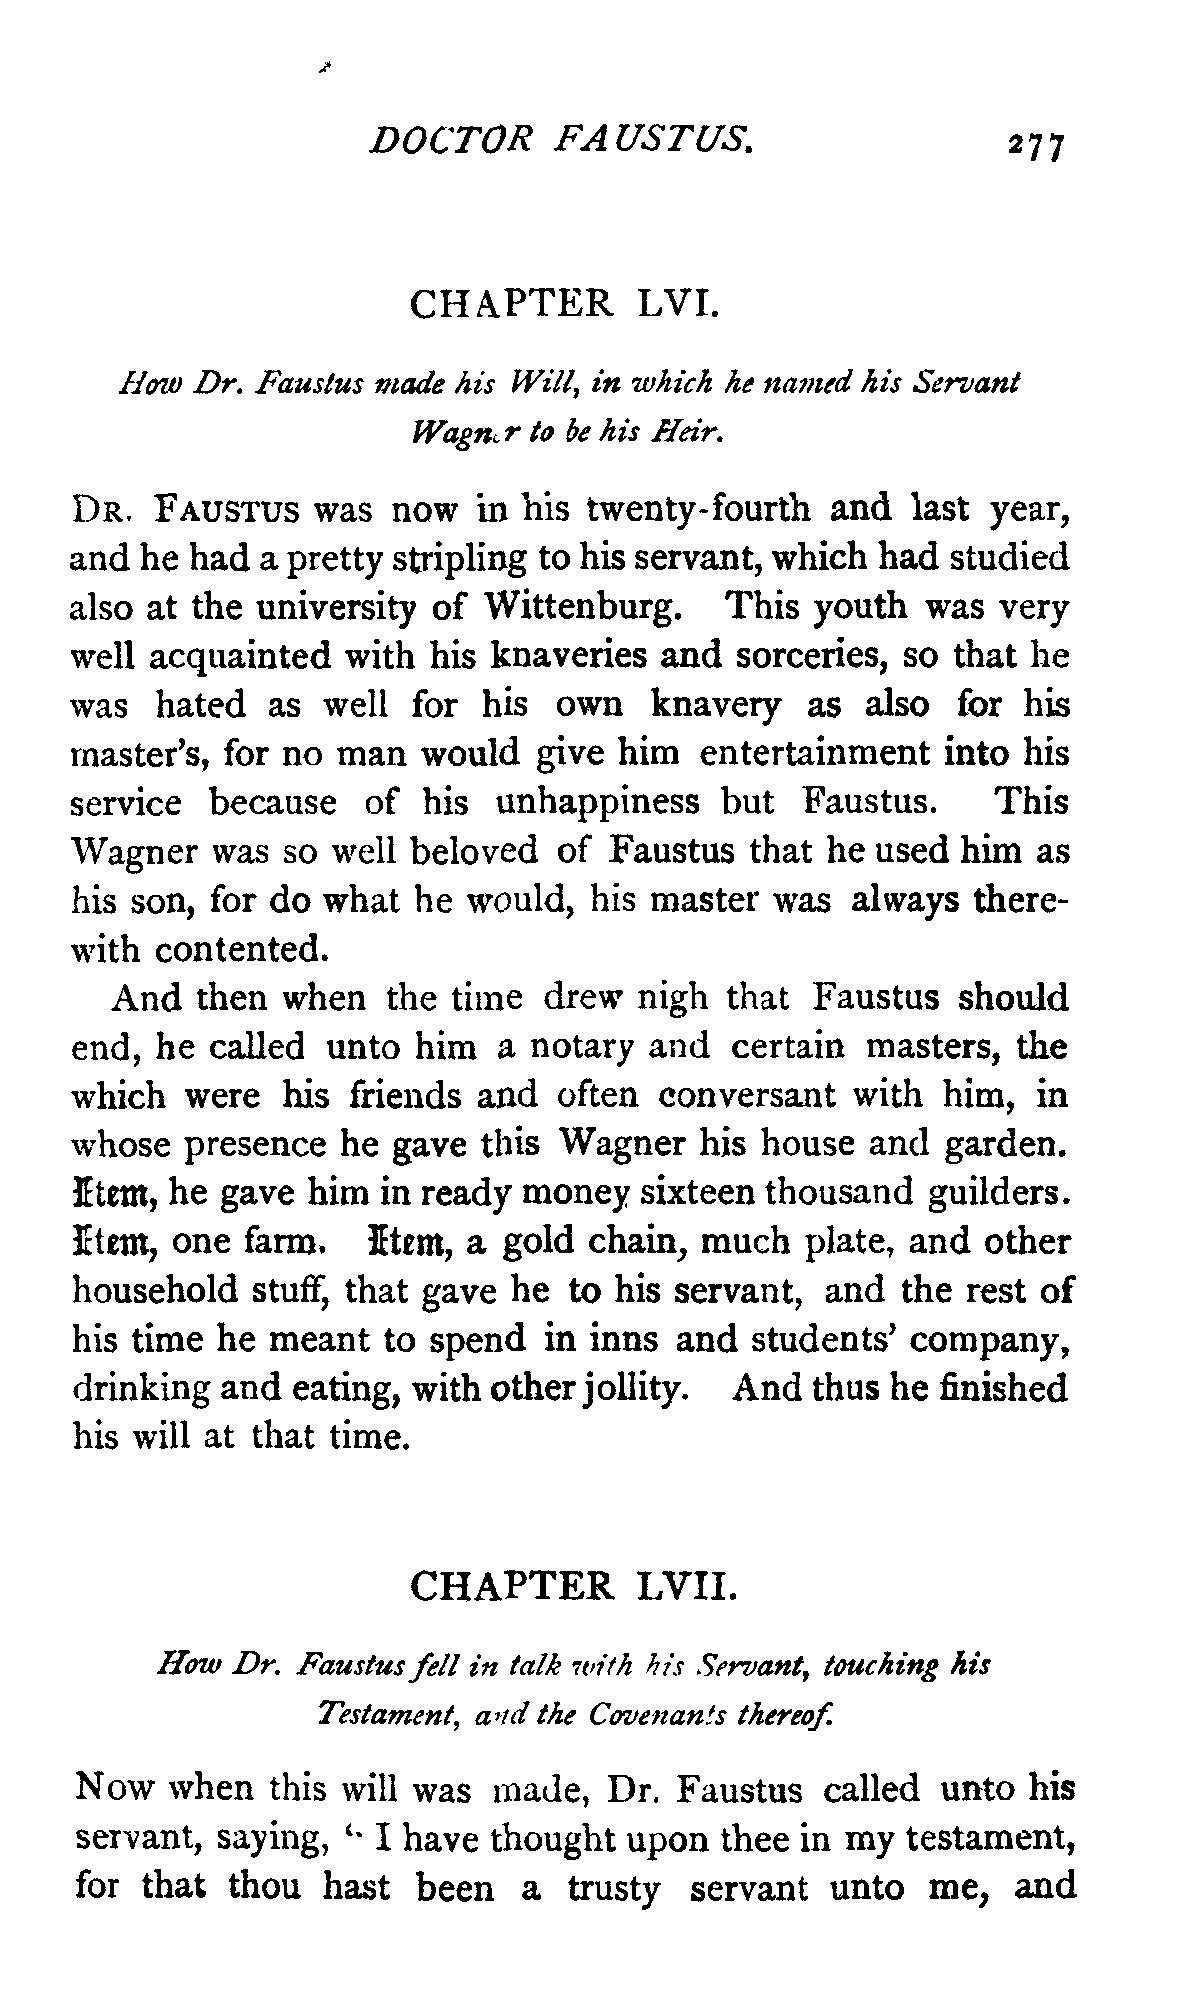 DOCTOR FAUSTUS. 277
CHAPTER LVI.
How Dr. Faustus made his Will, in which he named his Servant
Wagner to be his Heir.
DR. FAUSTUS was now in his twenty-fourth and last year,
and he had a pretty stripling to his servant, which had studied
also at the university of Wittenburg. This youth was very
well acquainted with his knaveries and sorceries, so that he
was hated as well for his own knavery as also for his
master's, for no man would give him entertainment into his
service because of his unhappiness but Faustus. This
Wagner was so well beloved of Faustus that he used him as
his son, for do what he would, his master was always there-
with contented.
And then when the time drew nigh that Faustus should
end, he called unto him a notary and certain masters, the
which were his friends and often conversant with him, in
whose presence he gave this Wagner his house and garden.
Item, he gave him in ready money sixteen thousand guilders.
Item, one farm. Item, a gold chain, much plate, and other
household stuff, that gave he to his servant, and the rest of
his time he meant to spend in inns and students' company,
drinking and eating, with other jollity. And thus he finished
his will at that time.
CHAPTER LVII.
How Dr. Faustus fell in talk with his Servant, touching his
Testament, and the Covenants thereof.
Now when this will was made, Dr. Faustus called unto his
servant, saying, "I have thought upon thee in my testament,
for that thou hast been a trusty servant unto me, and